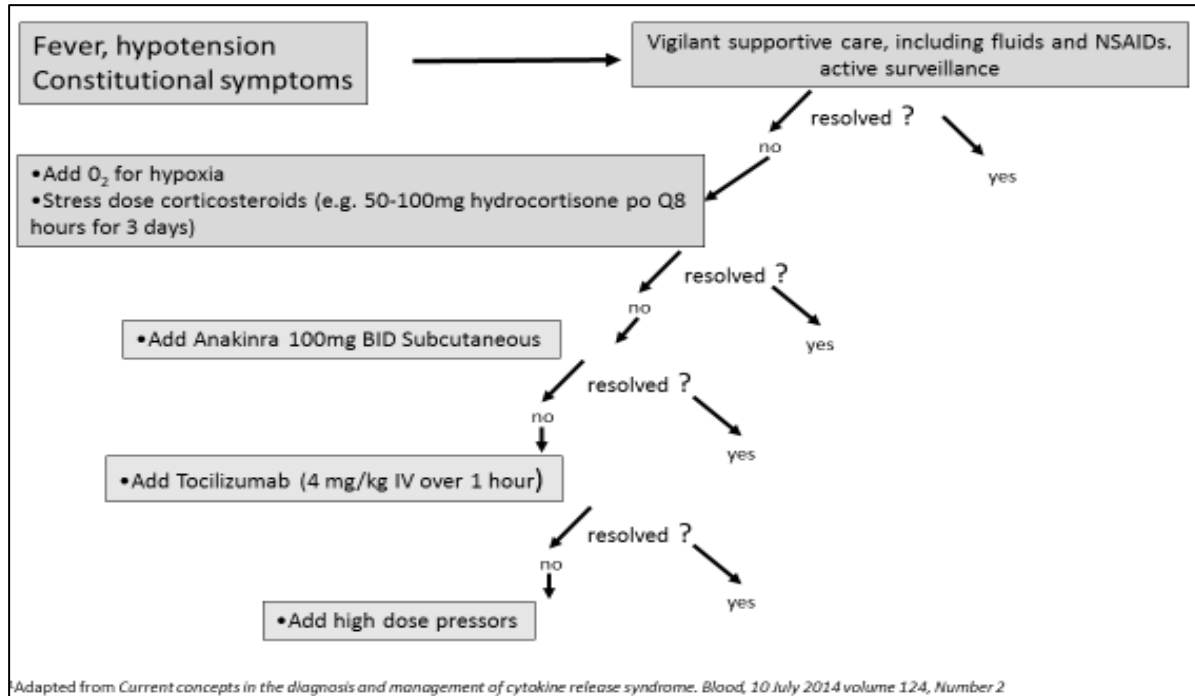 Fever, hypotension
Constitutional symptoms
Vigilant supportive care, including fluids and NSAIDs.
active surveillance
resolved ?
no
yes
•Add 0₂ for hypoxia
•Stress dose corticosteroids (e.g. 50-100mg hydrocortisone po Q8
hours for 3 days)
resolved ?
no
yes
•Add Anakinra 100mg BID Subcutaneous
resolved ?
no
yes
•Add Tocilizumab (4 mg/kg IV over 1 hour)
resolved ?
no
yes
•Add high dose pressors
¹Adapted from Current concepts in the diagnosis and management of cytokine release syndrome. Blood, 10 July 2014 volume 124, Number 2